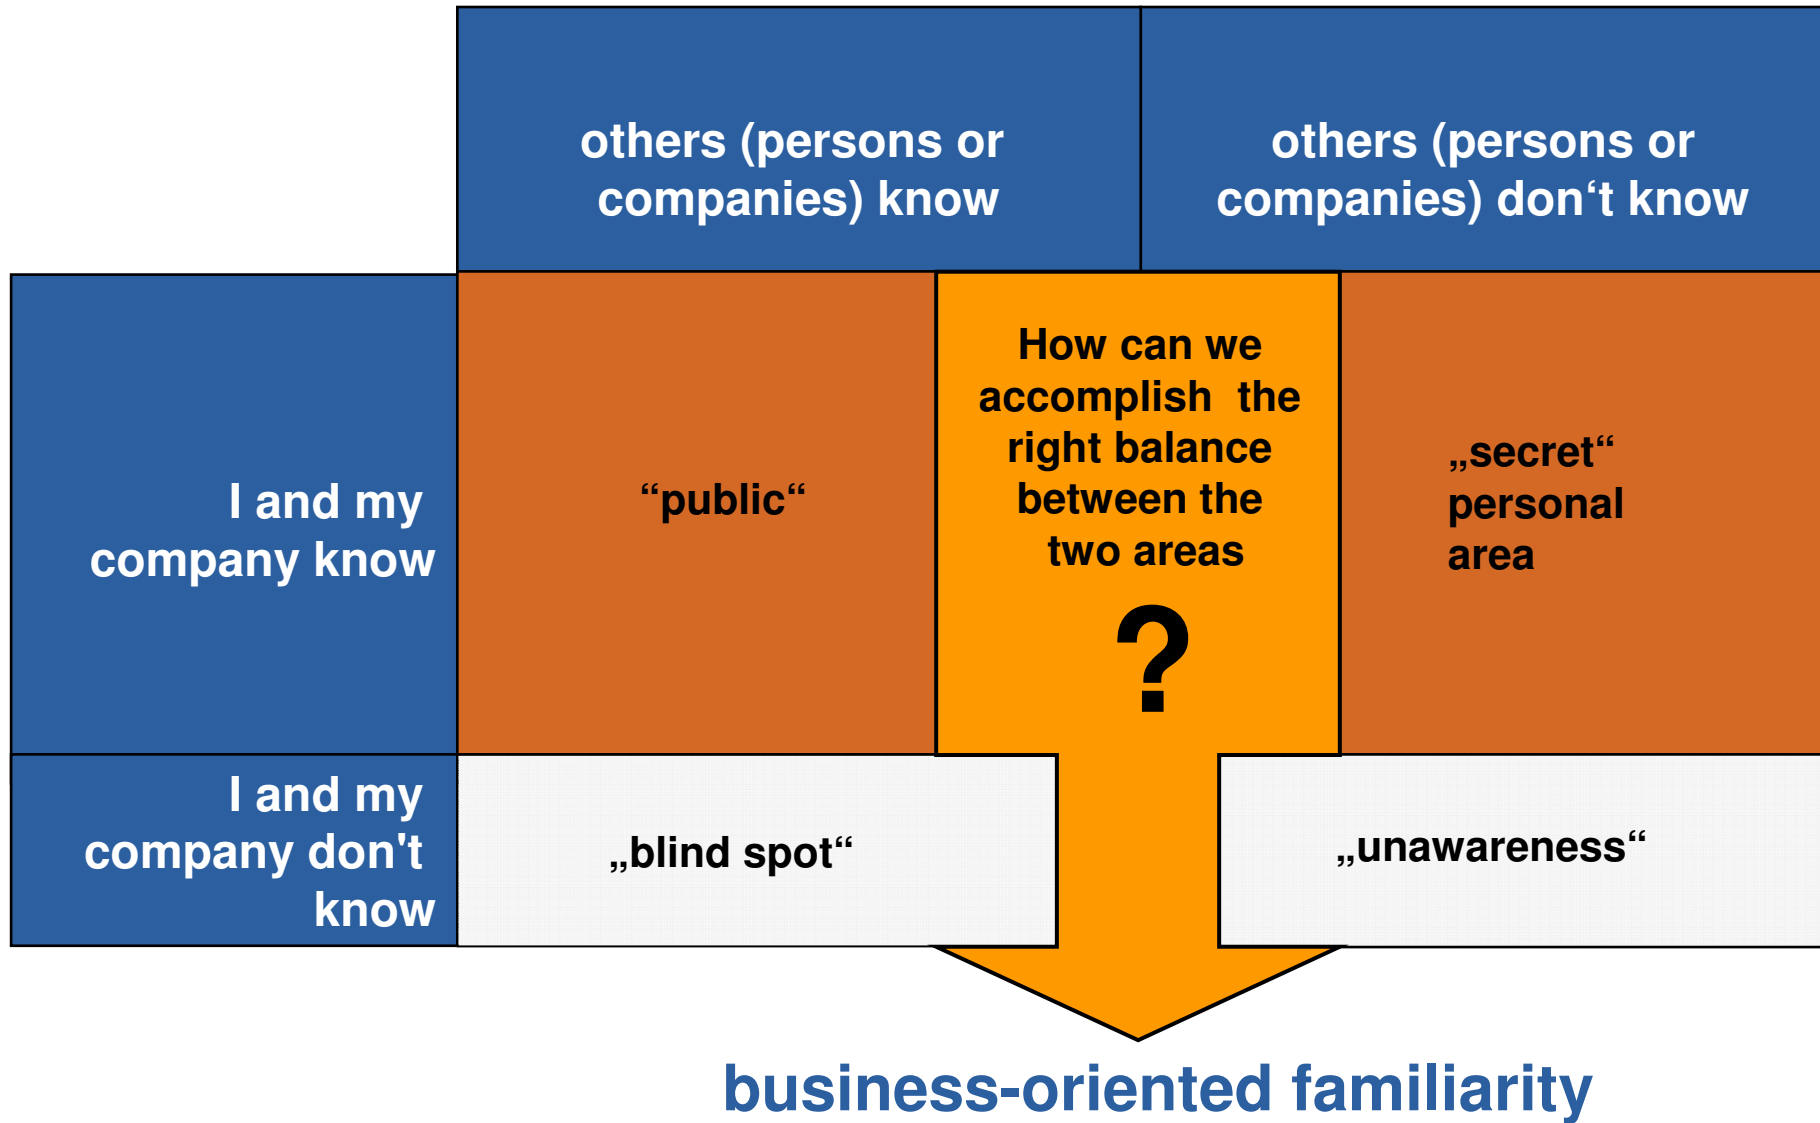 others (persons or
companies) know
others (persons or
companies) don‘t know
I and my
company know
“public“
How can we
accomplish  the
right balance
between the
two areas
?
„secret“
personal
area
I and my
company don't
know
„blind spot“
„unawareness“
business-oriented familiarity